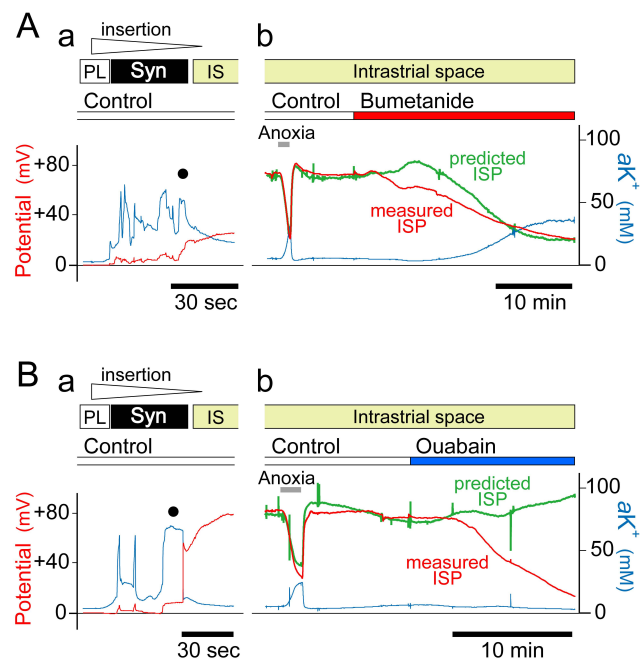 A
a
insertion
b
PL
Syn
IS
Intrastrial space
Control
Control
Bumetanide
Anoxia
Potential (mV)
+80
+40
0
predicted
ISP
measured
ISP
100
50
0
aK+ (mM)
30 sec
10 min
B
a
insertion
b
PL
Syn
IS
Intrastrial space
Control
Control
Ouabain
Anoxia
Potential (mV)
+80
+40
0
predicted
ISP
measured
ISP
100
50
0
aK+ (mM)
30 sec
10 min